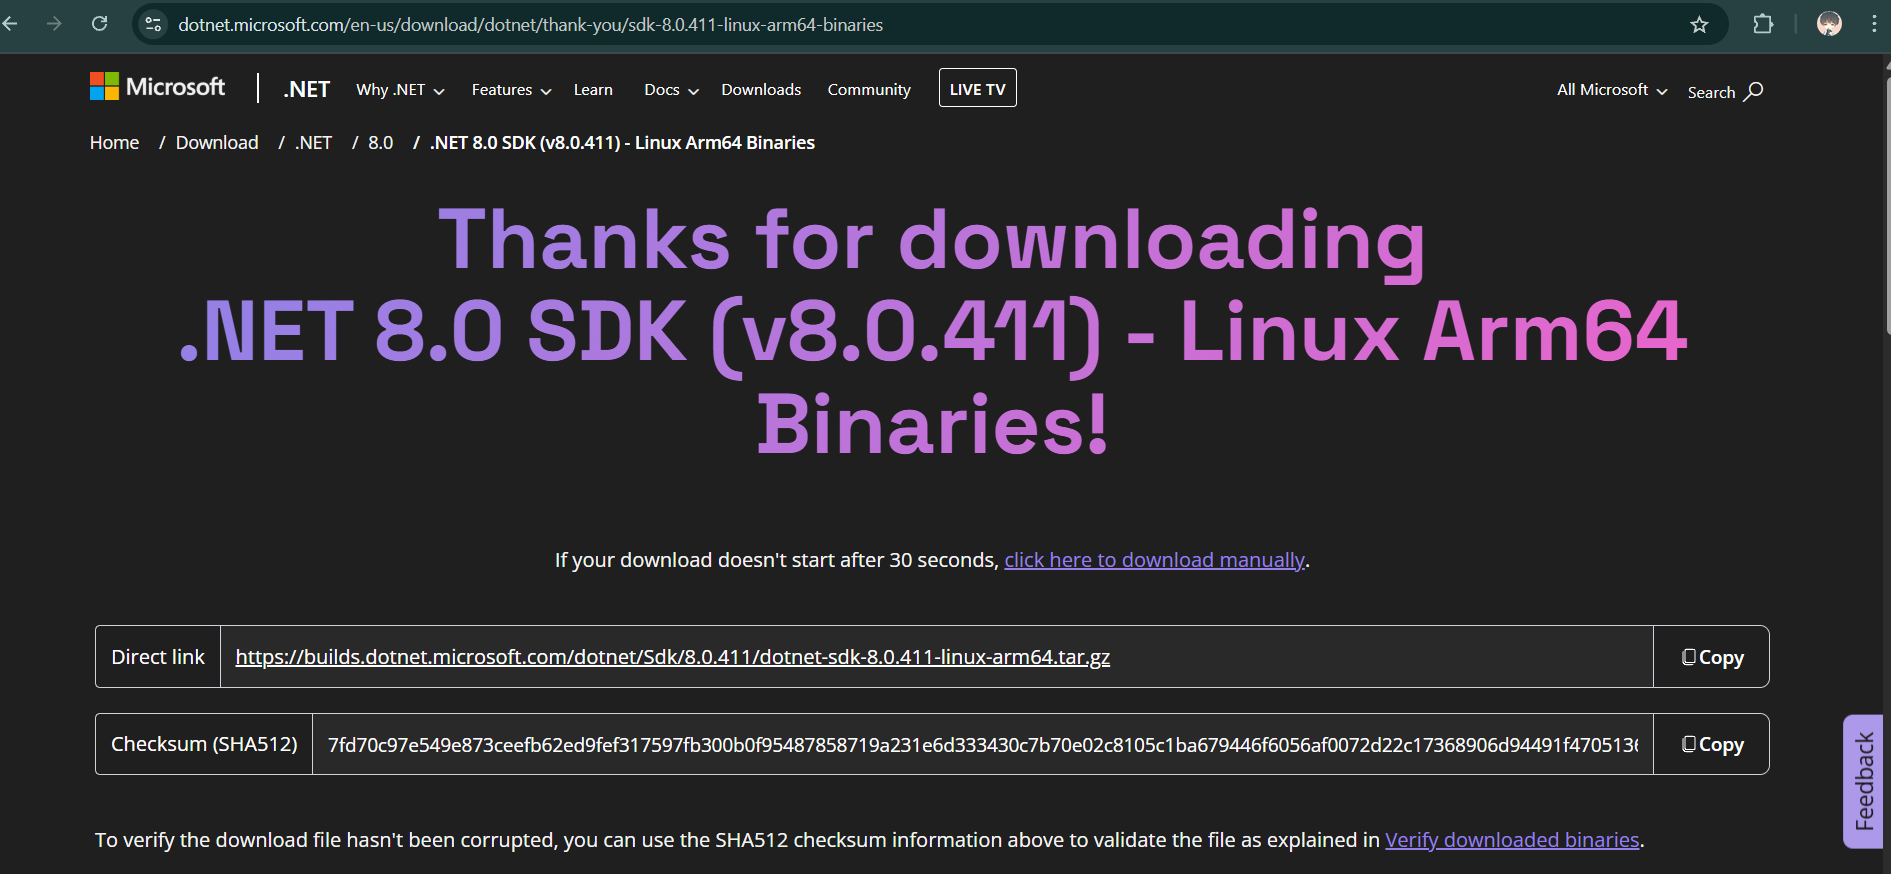 dotnet.microsoft.com/en-us/download/dotnet/thank-you/sdk-8.0.411-linux-arm64-binaries
Microsoft | .NET Why .NET Features Learn Docs Downloads Community LIVE TV All Microsoft Search
Home / Download / .NET / 8.0 / .NET 8.0 SDK (v8.0.411) - Linux Arm64 Binaries
Thanks for downloading
.NET 8.0 SDK (v8.0.411) - Linux Arm64
Binaries!
If your download doesn't start after 30 seconds, click here to download manually.
Direct link https://builds.dotnet.microsoft.com/dotnet/Sdk/8.0.411/dotnet-sdk-8.0.411-linux-arm64.tar.gz Copy
Checksum (SHA512) 7fd70c97e549e873ceefb62ed9fef317597fb300b0f95487858719a231e6d333430c7b70e02c8105c1ba679446f6056af0072d22c17368906d94491f4705136 Copy
Feedback
To verify the download file hasn't been corrupted, you can use the SHA512 checksum information above to validate the file as explained in Verify downloaded binaries.